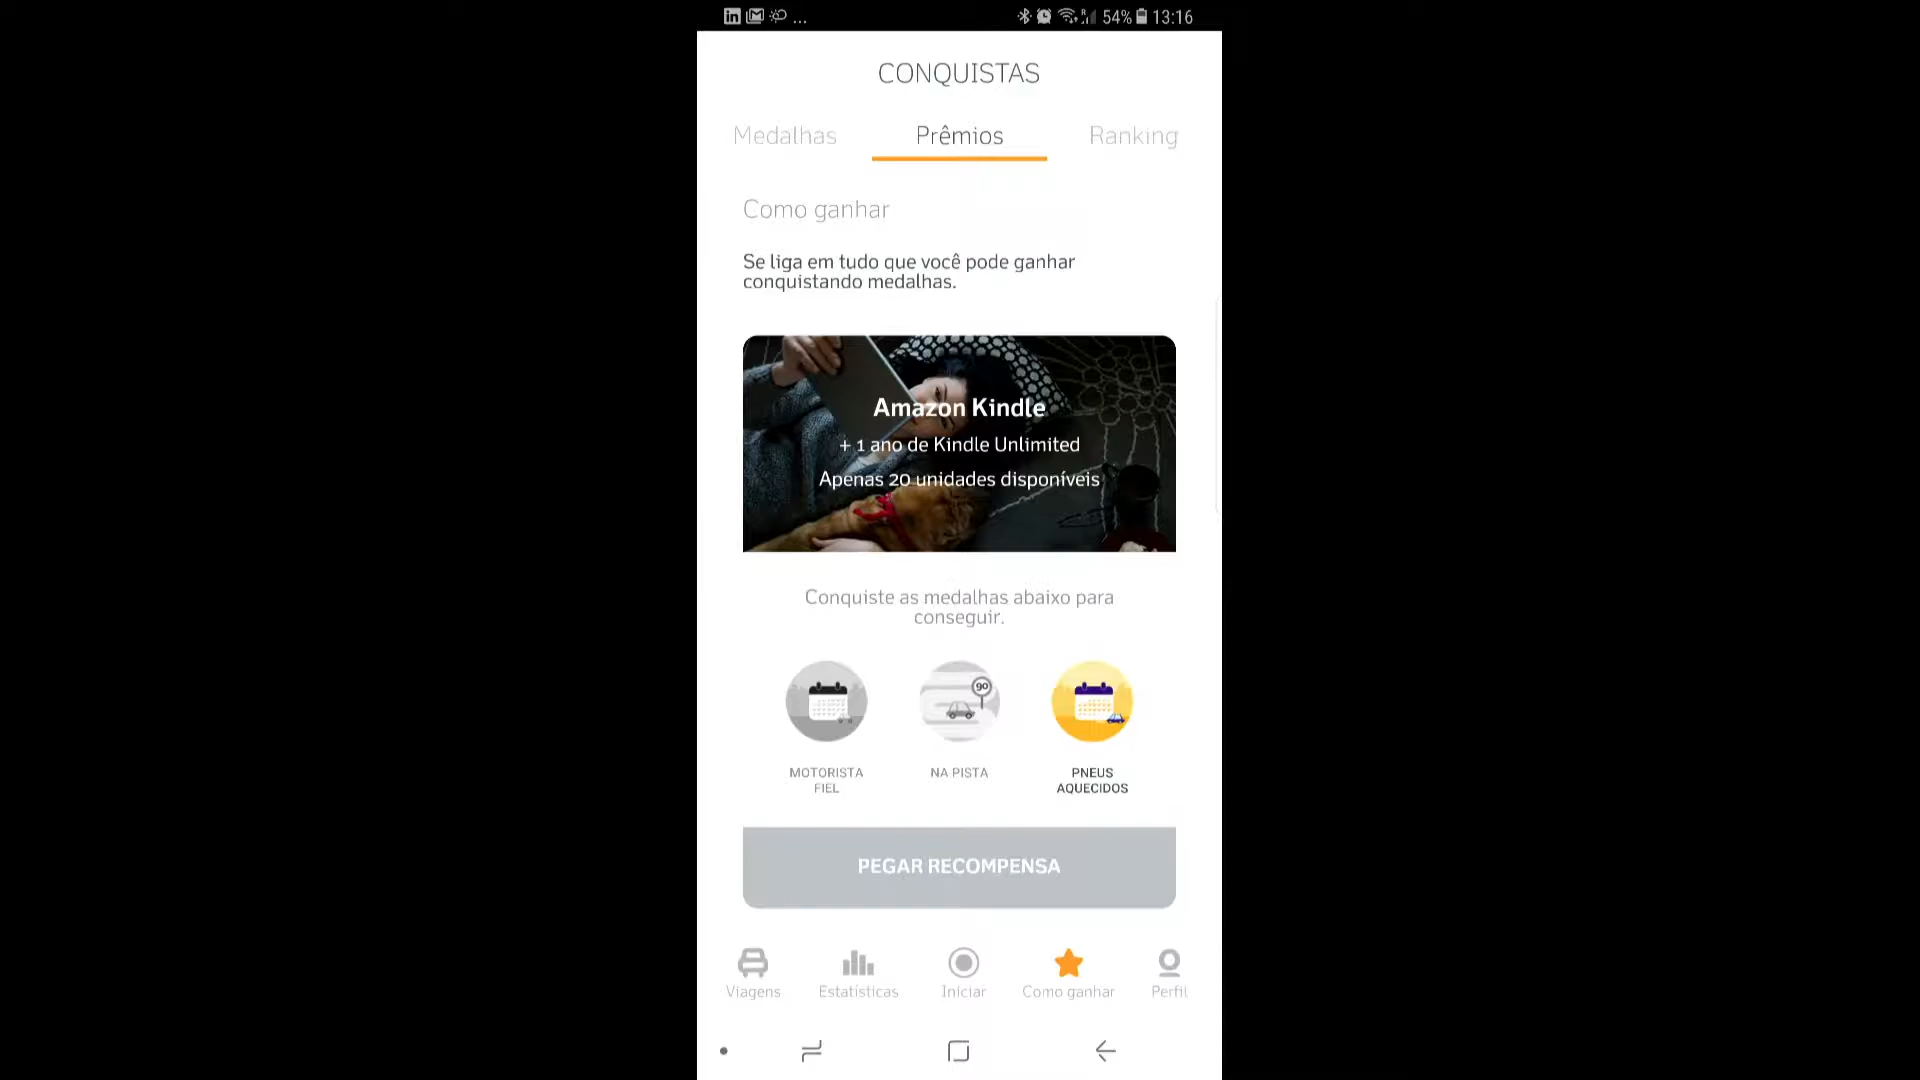 54% 13:16
CONQUISTAS
Medalhas Prêmios Ranking
Como ganhar
Se liga em tudo que você pode ganhar
conquistando medalhas.
Amazon Kindle
+ 1 ano de Kindle Unlimited
Apenas 20 unidades disponíveis
Conquiste as medalhas abaixo para
conseguir.
90
MOTORISTA
FIEL
NA PISTA
PNEUS
AQUECIDOS
PEGAR RECOMPENSA
Viagens Estatísticas Iniciar Como ganhar Perfil